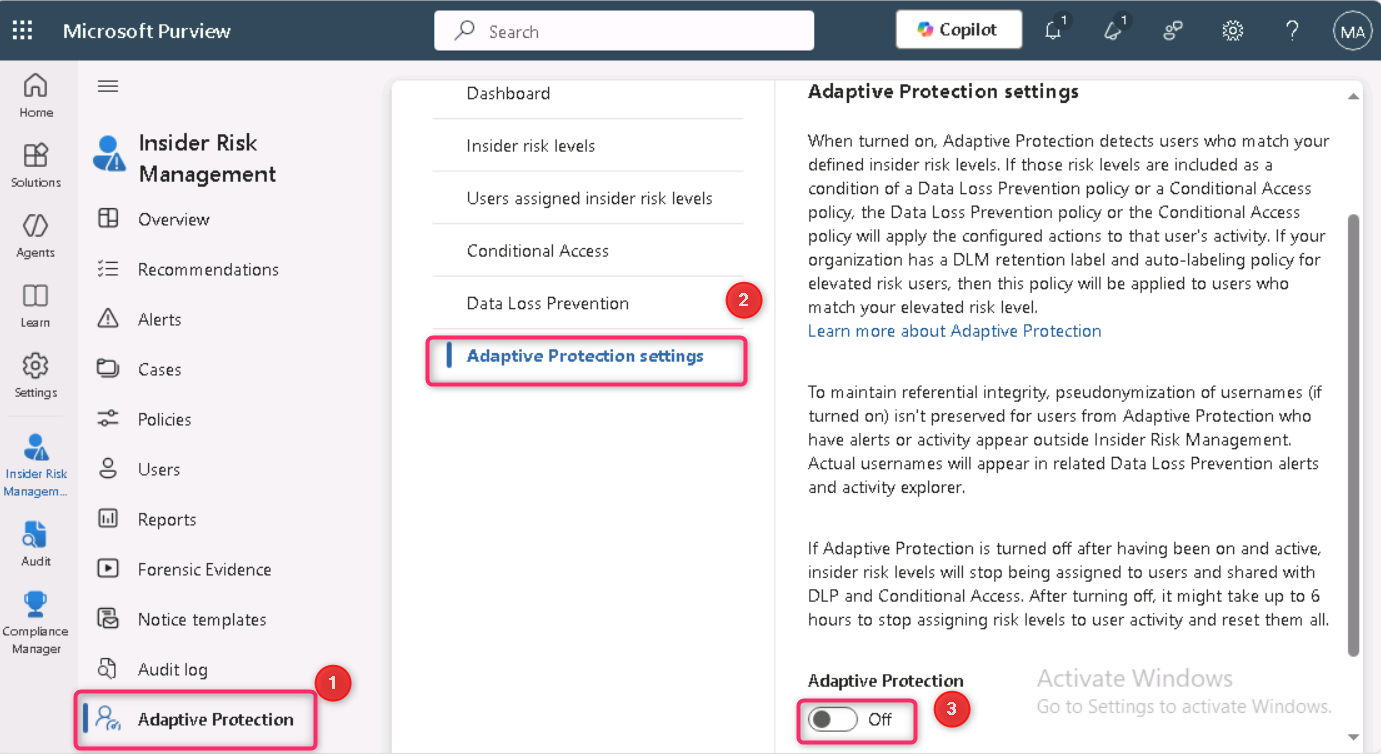 Microsoft Purview
Search
Copilot
1
1
MA
Home
Solutions
Agents
Learn
Settings
Insider Risk
Managem...
Audit
Compliance
Manager
Insider Risk
Management
Overview
Recommendations
Alerts
Cases
Policies
Users
Reports
Forensic Evidence
Notice templates
Audit log
1
Adaptive Protection
Dashboard
Insider risk levels
Users assigned insider risk levels
Conditional Access
Data Loss Prevention
2
Adaptive Protection settings
Adaptive Protection settings
When turned on, Adaptive Protection detects users who match your
defined insider risk levels. If those risk levels are included as a
condition of a Data Loss Prevention policy or a Conditional Access
policy, the Data Loss Prevention policy or the Conditional Access
policy will apply the configured actions to that user's activity. If your
organization has a DLM retention label and auto-labeling policy for
elevated risk users, then this policy will be applied to users who
match your elevated risk level.
Learn more about Adaptive Protection
To maintain referential integrity, pseudonymization of usernames (if
turned on) isn't preserved for users from Adaptive Protection who
have alerts or activity appear outside Insider Risk Management.
Actual usernames will appear in related Data Loss Prevention alerts
and activity explorer.
If Adaptive Protection is turned off after having been on and active,
insider risk levels will stop being assigned to users and shared with
DLP and Conditional Access. After turning off, it might take up to 6
hours to stop assigning risk levels to user activity and reset them all.
Adaptive Protection
Off
3
Activate Windows
Go to Settings to activate Windows.